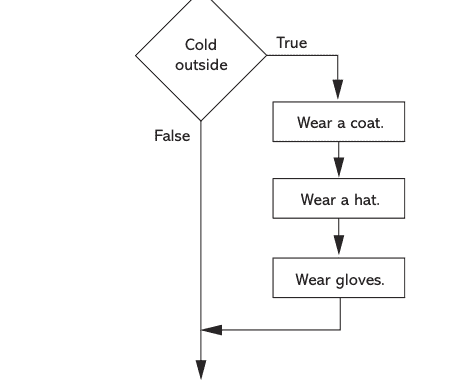 Cold
outside
True
False
Wear a coat.
Wear a hat.
Wear gloves.